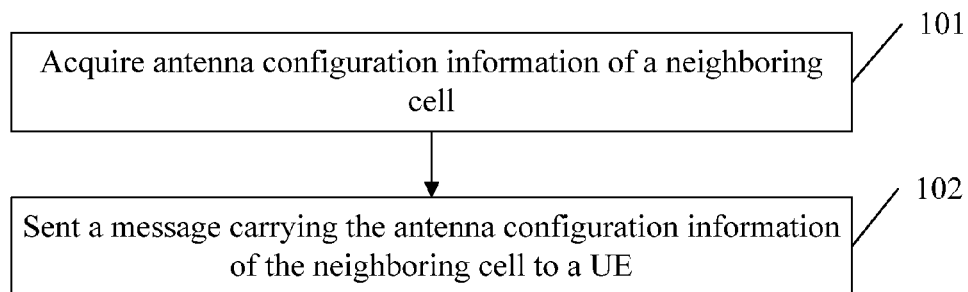 101
Acquire antenna configuration information of a neighboring
cell
102
Sent a message carrying the antenna configuration information
of the neighboring cell to a UE